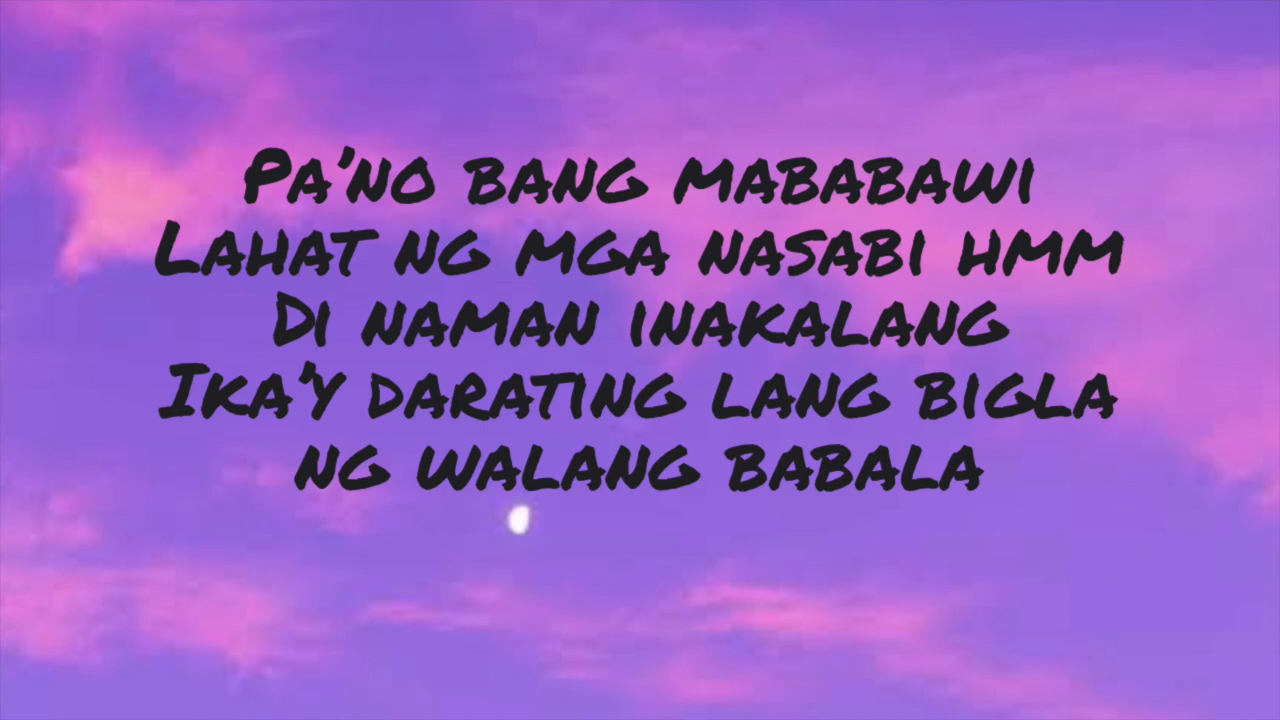 Pa'no bang mababawi
Lahat ng mga nasabi hmm
Di naman inakalang
Ika'y darating lang bigla
ng walang babala